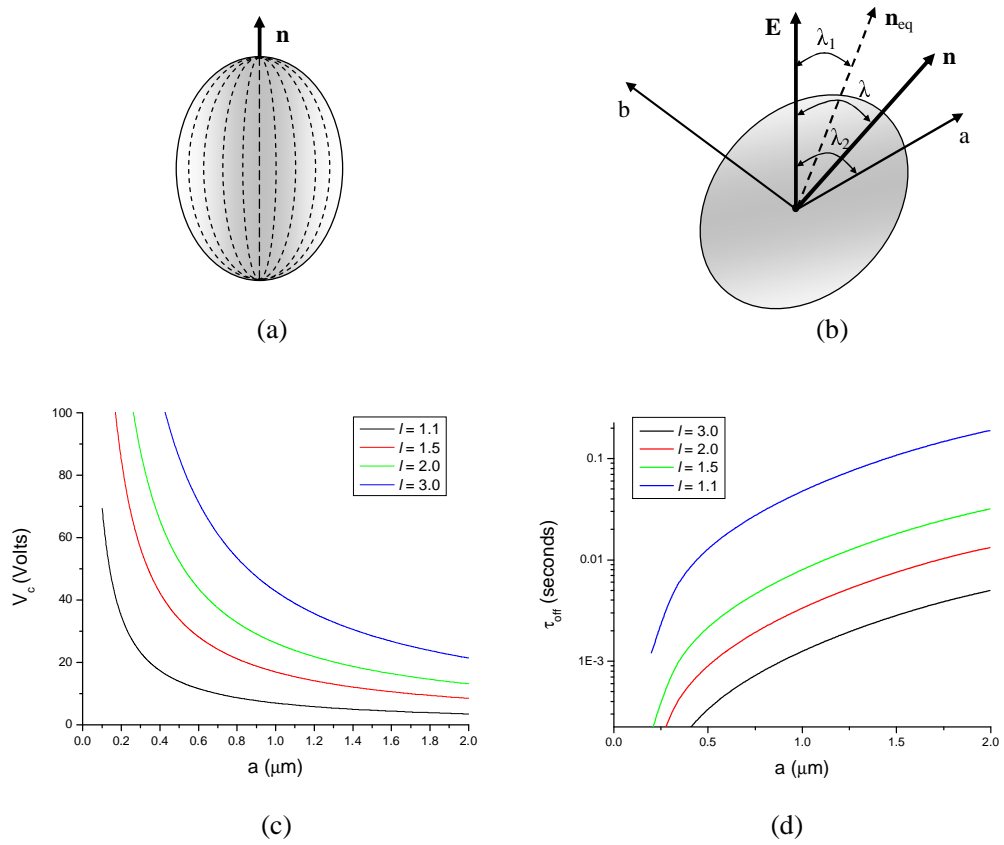 n
(a)
E
λ1
neq
n
λ
λ2
b
a
(b)
100
80
60
40
20
0
Vc (Volts)
l = 1.1
l = 1.5
l = 2.0
l = 3.0
0.0 0.2 0.4 0.6 0.8 1.0 1.2 1.4 1.6 1.8 2.0
a (μm)
(c)
0.1
0.01
1E-3
τoff (seconds)
l = 3.0
l = 2.0
l = 1.5
l = 1.1
0.0 0.5 1.0 1.5 2.0
a (μm)
(d)